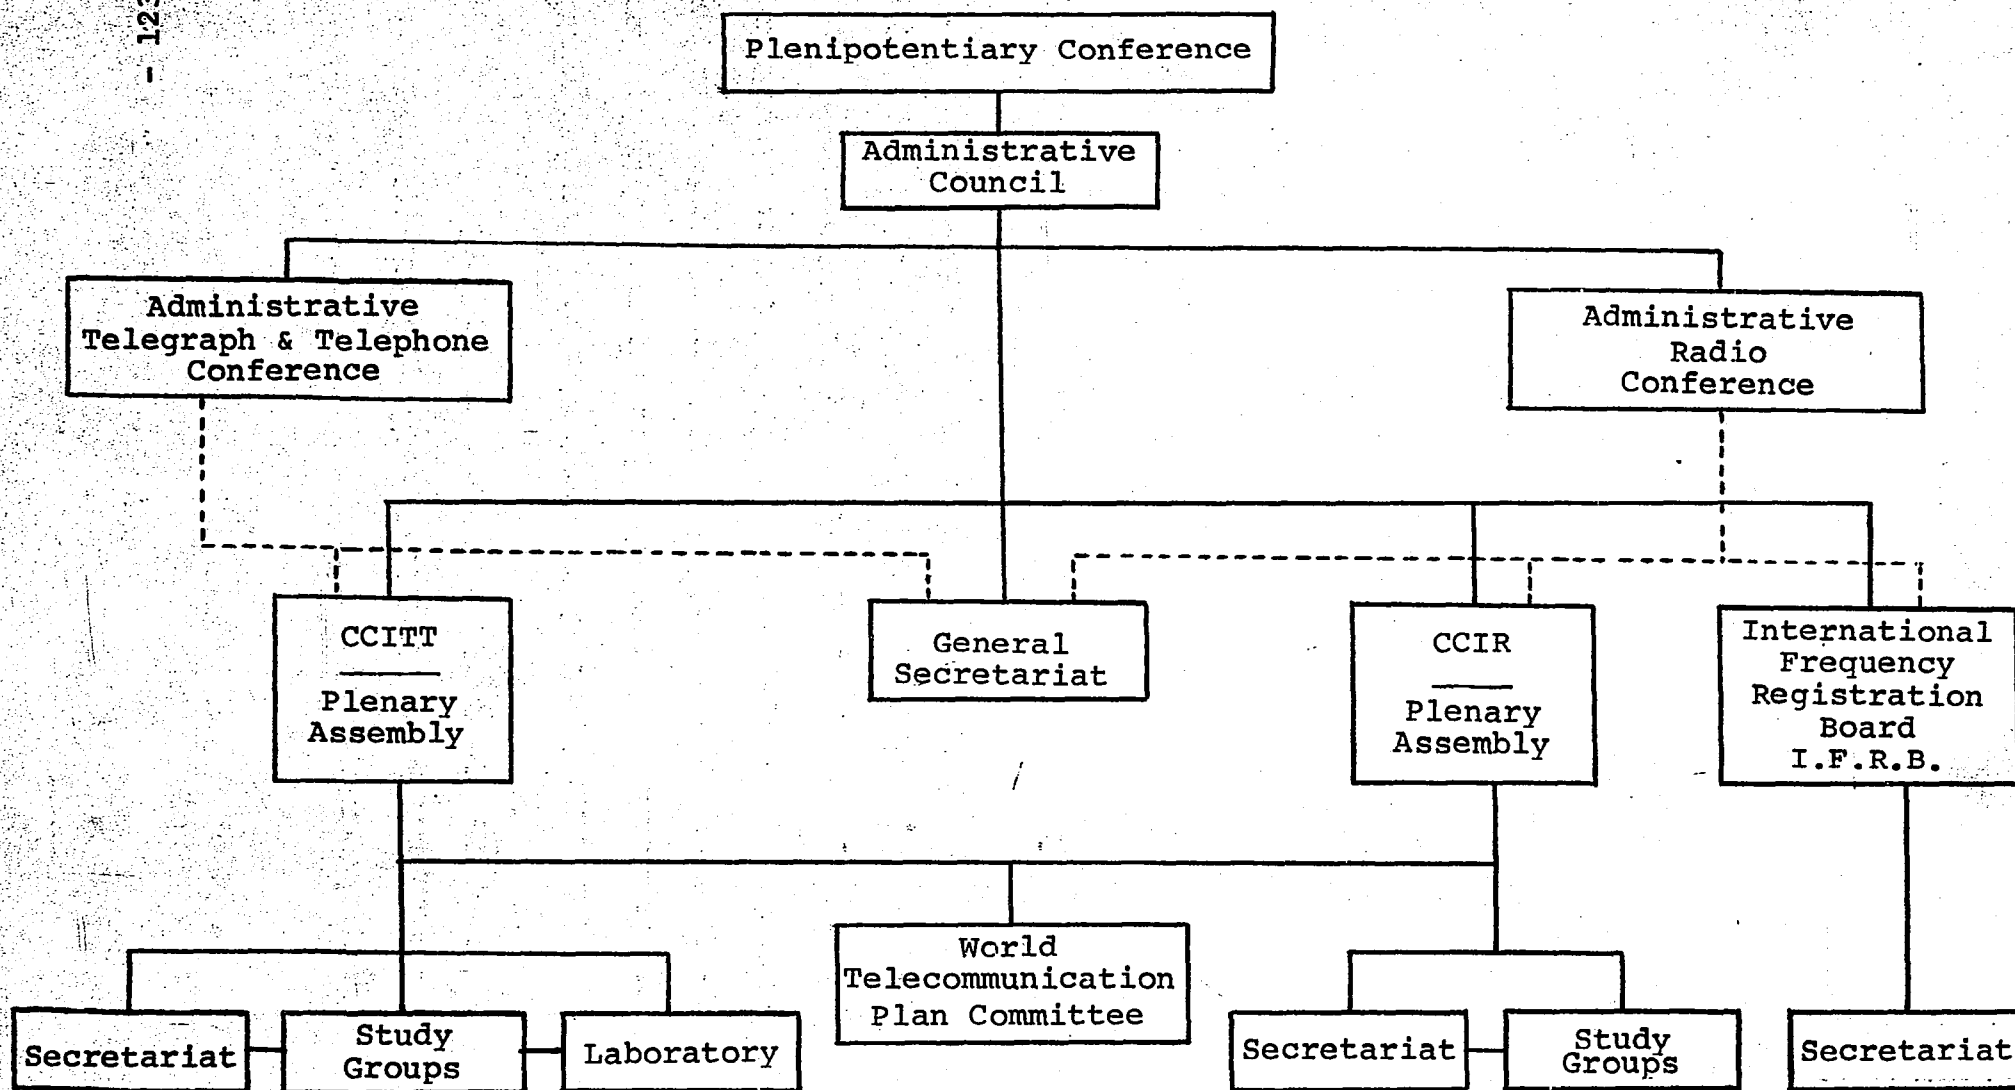 - 123
Plenipotentiary Conference
Administrative
Council
Administrative
Telegraph & Telephone
Conference
Administrative
Radio
Conference
CCITT
Plenary
Assembly
General
Secretariat
CCIR
Plenary
Assembly
International
Frequency
Registration
Board
I.F.R.B.
World
Telecommunication
Plan Committee
Secretariat
Study
Groups
Laboratory
Secretariat
Study
Groups
Secretariat